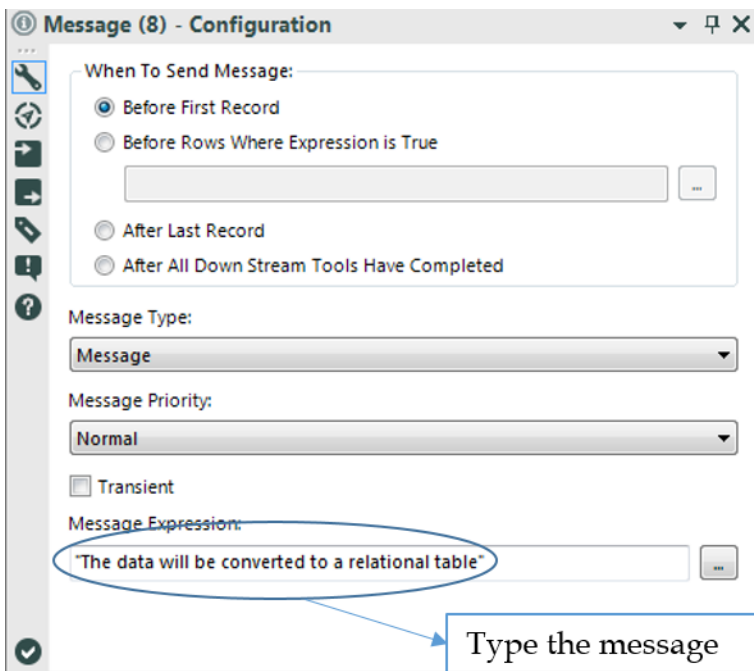 Message (8) - Configuration
When To Send Message:
Before First Record
Before Rows Where Expression is True
...
After Last Record
After All Down Stream Tools Have Completed
Message Type:
Message
Message Priority:
Normal
Transient
Message Expression:
"The data will be converted to a relational table"
...
Type the message